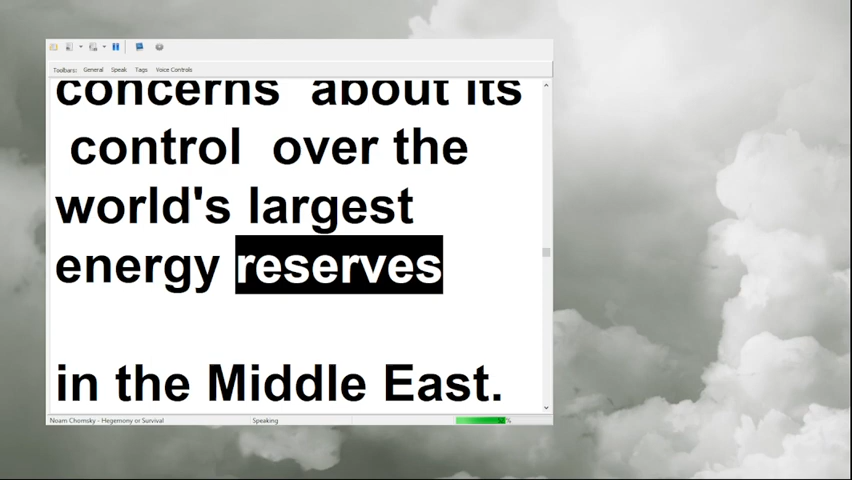 Toolbars: General Speak Tags Voice Controls
concerns about its
control over the
world's largest
energy reserves
in the Middle East.
Noam Chomsky - Hegemony or Survival Speaking